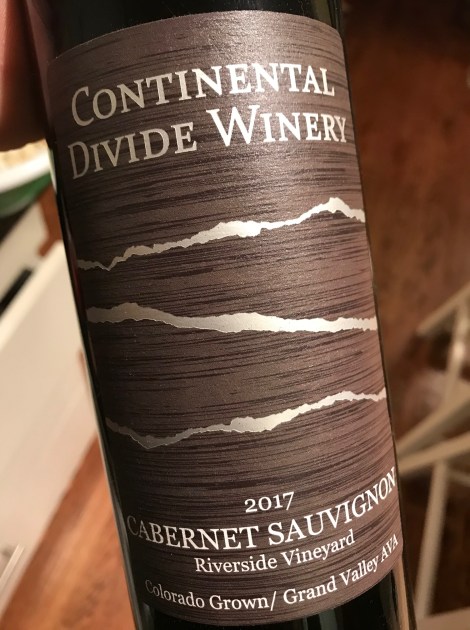 Continental
Divide Winery
2017
Cabernet Sauvignon
Riverside Vineyard
Colorado Grown/ Grand Valley AVA